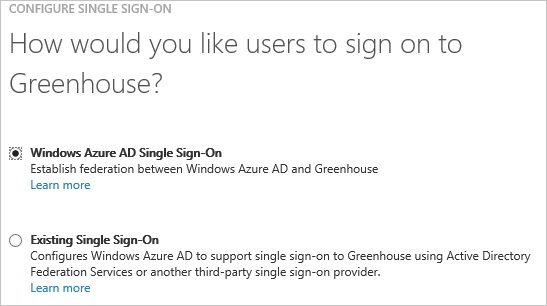 CONFIGURE SINGLE SIGN-ON
How would you like users to sign on to
Greenhouse?
Windows Azure AD Single Sign-On
Establish federation between Windows Azure AD and Greenhouse
Learn more
Existing Single Sign-On
Configures Windows Azure AD to support single sign-on to Greenhouse using Active Directory
Federation Services or another third-party single sign-on provider.
Learn more